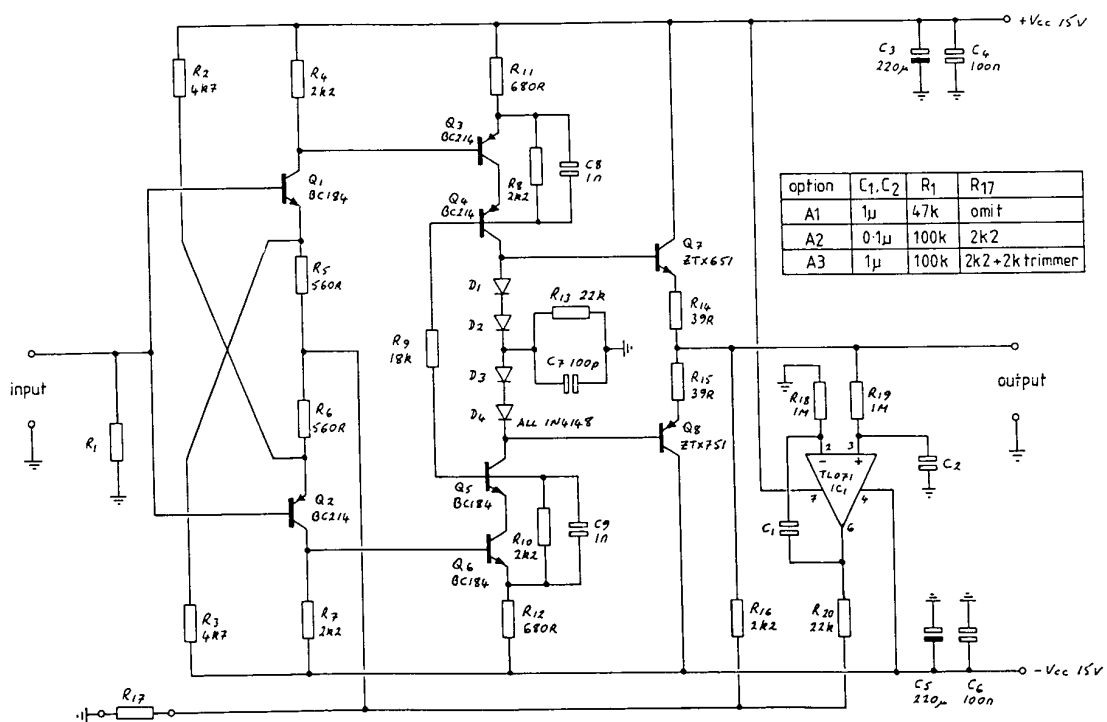 +Vcc 15V
R2
4k7
R4
2k2
R11
680R
C3
220µ
C4
100n
Q3
BC214
R8
2k2
C8
1n
Q1
BC184
Q4
BC214
option C1,C2 R1 R17
A1 1µ 47k omit
A2 0·1µ 100k 2k2
A3 1µ 100k 2k2+2k trimmer
Q7
ZTX651
R5
560R
D1
R13 22k
R14
39R
D2
R9
18k
C7 100p
input
output
D3
R15
39R
R18
1M
R19
1M
R6
560R
D4
ALL 1N4148
Q8
ZTX751
R1
2
3
- +
TL071
IC1
7
4
6
C2
C1
Q2
BC214
Q5
BC184
R10
2k2
C9
1n
Q6
BC184
R3
4k7
R7
2k2
R12
680R
R16
2k2
R20
22k
-Vcc 15V
C5
220µ
C6
100n
R17